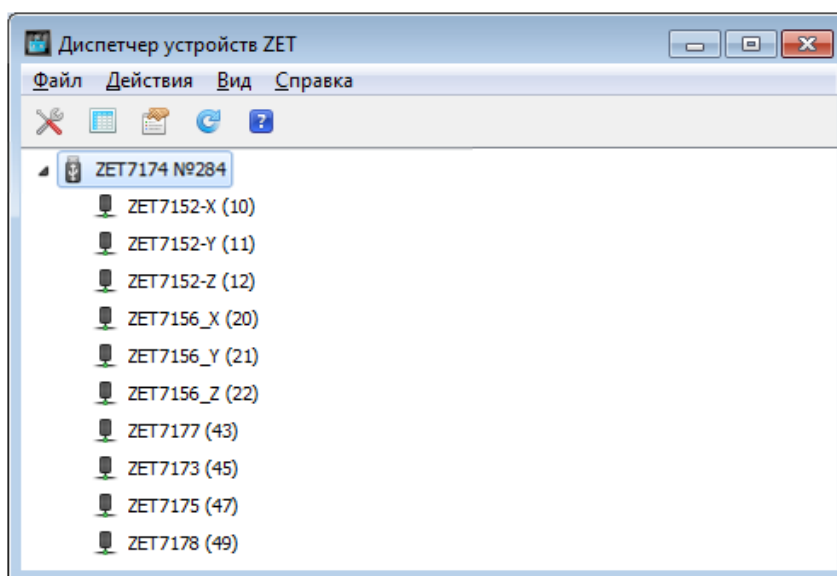 Диспетчер устройств ZET
Файл Действия Вид Справка
ZET7174 №284
ZET7152-X (10)
ZET7152-Y (11)
ZET7152-Z (12)
ZET7156_X (20)
ZET7156_Y (21)
ZET7156_Z (22)
ZET7177 (43)
ZET7173 (45)
ZET7175 (47)
ZET7178 (49)